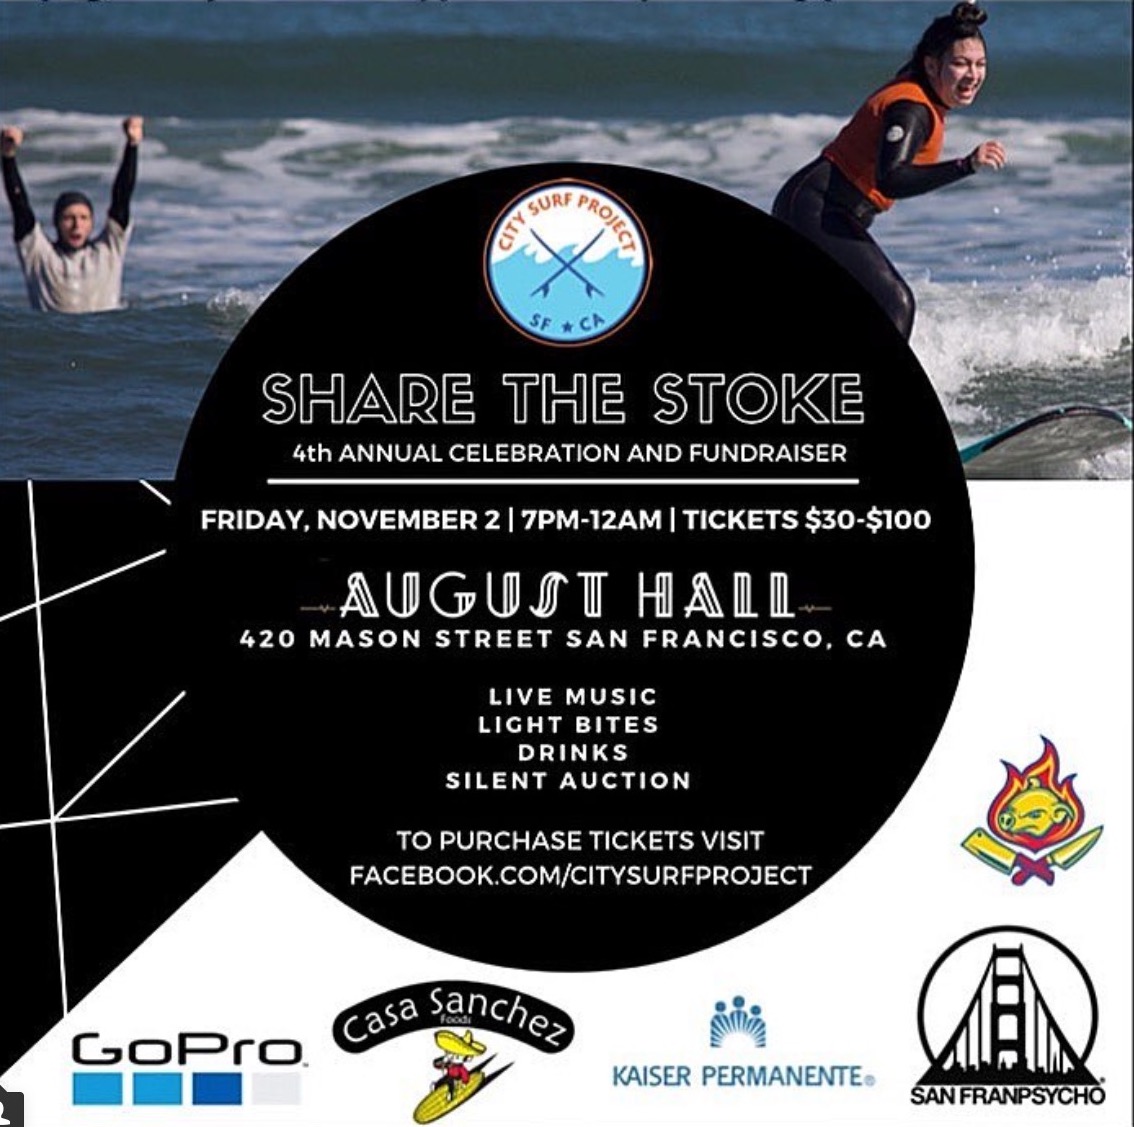 CITY SURF PROJECT
SF ★ CA
SHARE THE STOKE
4th ANNUAL CELEBRATION AND FUNDRAISER
FRIDAY, NOVEMBER 2 | 7PM-12AM | TICKETS $30-$100
AUGUST HALL
420 MASON STREET SAN FRANCISCO, CA
LIVE MUSIC
LIGHT BITES
DRINKS
SILENT AUCTION
TO PURCHASE TICKETS VISIT
FACEBOOK.COM/CITYSURFPROJECT
GoPro
Casa Sanchez
Foods
KAISER PERMANENTE®
SAN FRANPSYCHO